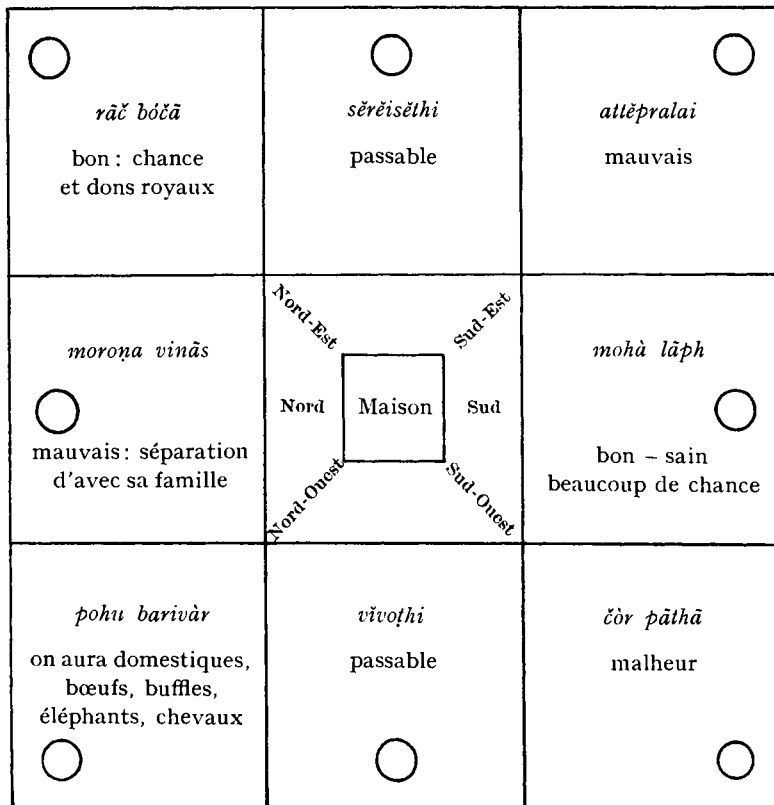 rāč bóčā
bon : chance
et dons royaux
sĕrĕisĕthi
passable
attĕpralai
mauvais
moroṇa vinās
mauvais : séparation
d'avec sa famille
Nord-Est
Sud-Est
Nord
Maison
Sud
Nord-Ouest
Sud-Ouest
mohà lāph
bon – sain
beaucoup de chance
pohu barivàr
on aura domestiques,
bœufs, buffles,
éléphants, chevaux
vĭvoṭhi
passable
čòr pāthā
malheur